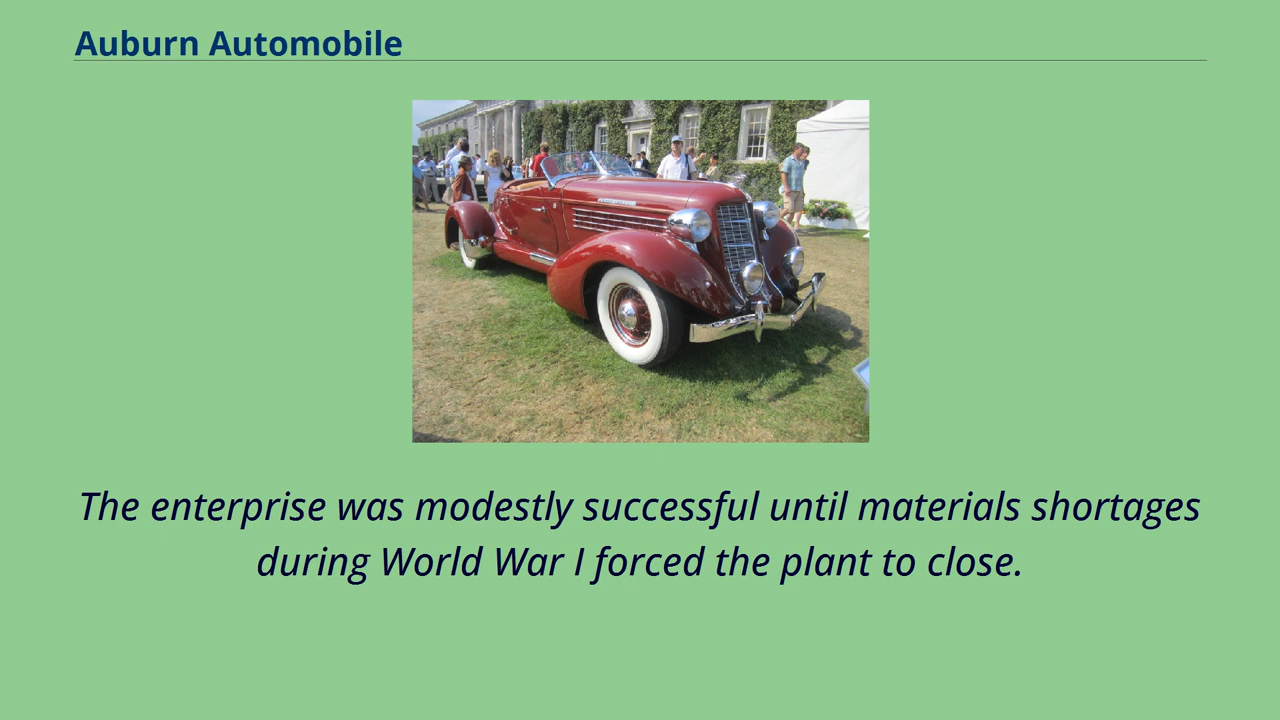 Auburn Automobile
The enterprise was modestly successful until materials shortages
during World War I forced the plant to close.